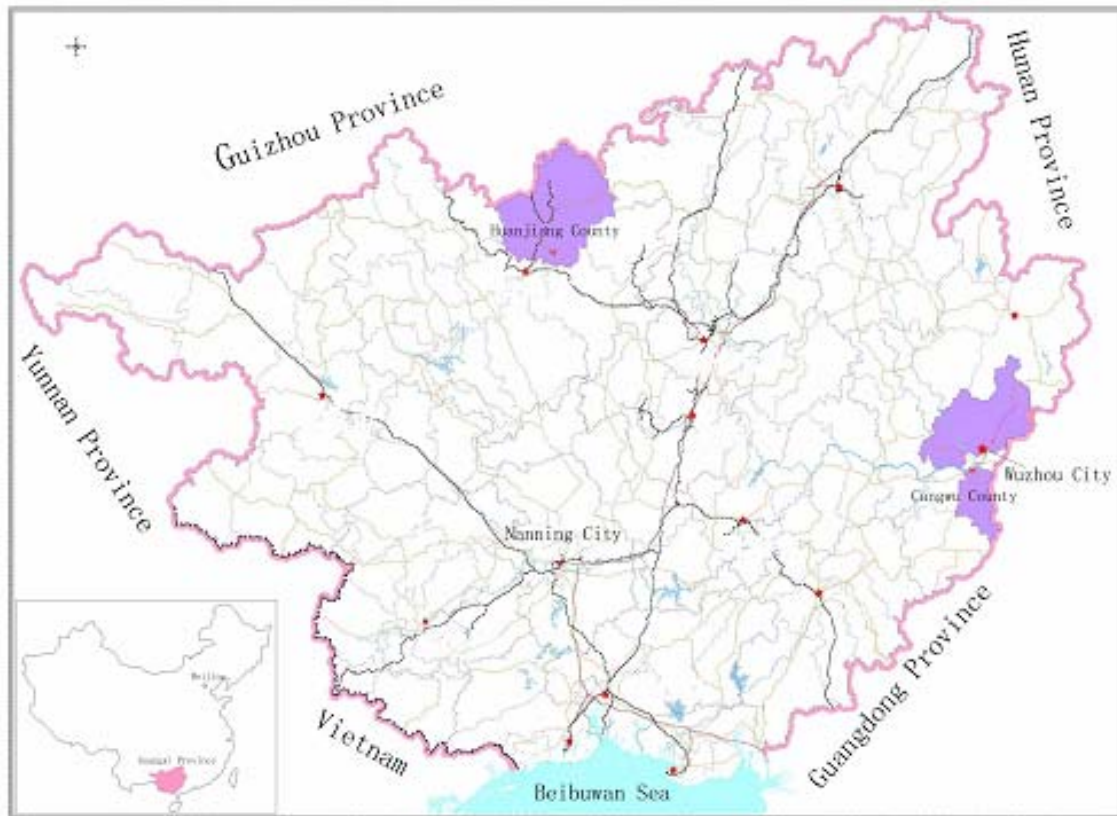 Hunan Province
Guizhou Province
Huanjiang County
Yunnan Province
Wuzhou City
Cangwu County
Nanning City
Beijing
Guangxi Province
Guangdong Province
Vietnam
Beibuwan Sea